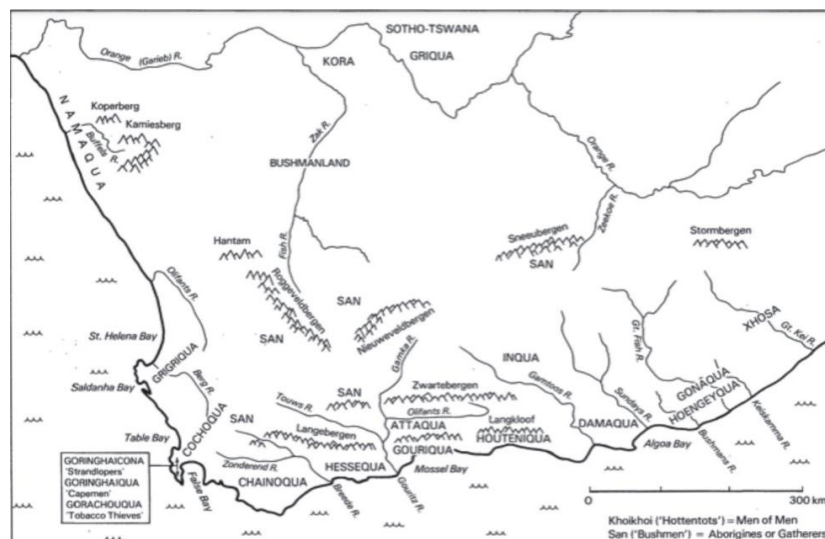 SOTHO-TSWANA
GRIQUA
KORA
Orange (Garieb) R.
NAMAQUA
Koperberg
Kamiesberg
Buffels R.
Zak R.
BUSHMANLAND
Orange R.
Zeekoe R.
Sneeubergen
SAN
Stormbergen
Hantam
Fish R.
Roggeveldbergen
Olifants R.
SAN
SAN
Nieuweveldbergen
Gamka R.
St. Helena Bay
GRIGRIQUA
Saldanha Bay
Berg R.
INQUA
Gt. Fish R.
XHOSA
Gt. Kei R.
GONAQUA
HOENGEYQUA
Keiskamma R.
Sundays R.
Gamtoos R.
SAN
Zwartebergen
Touws R.
SAN
COCHOQUA
Olifants R.
Langebergen
ATTAQUA
Langkloof
HOUTENIQUA
GOURIQUA
DAMAQUA
Algoa Bay
Bushmans R.
Table Bay
GORINGHAICONA
'Strandlopers'
GORINGHAIQUA
'Capemen'
GORACHOUQUA
'Tobacco Thieves'
False Bay
Zonderend R.
CHAINOQUA
HESSEQUA
Breede R.
Gouritz R.
Mossel Bay
0 300 km
Khoikhoi ('Hottentots') = Men of Men
San ('Bushmen') = Aborigines or Gatherers